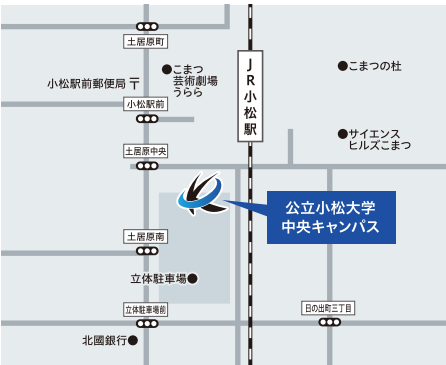 土居原町
こまつ
芸術劇場
うらら
小松駅前郵便局〒
小松駅前
JR小松駅
こまつの杜
サイエンス
ヒルズこまつ
土居原中央
公立小松大学
中央キャンパス
土居原南
立体駐車場
立体駐車場前
日の出町三丁目
北國銀行